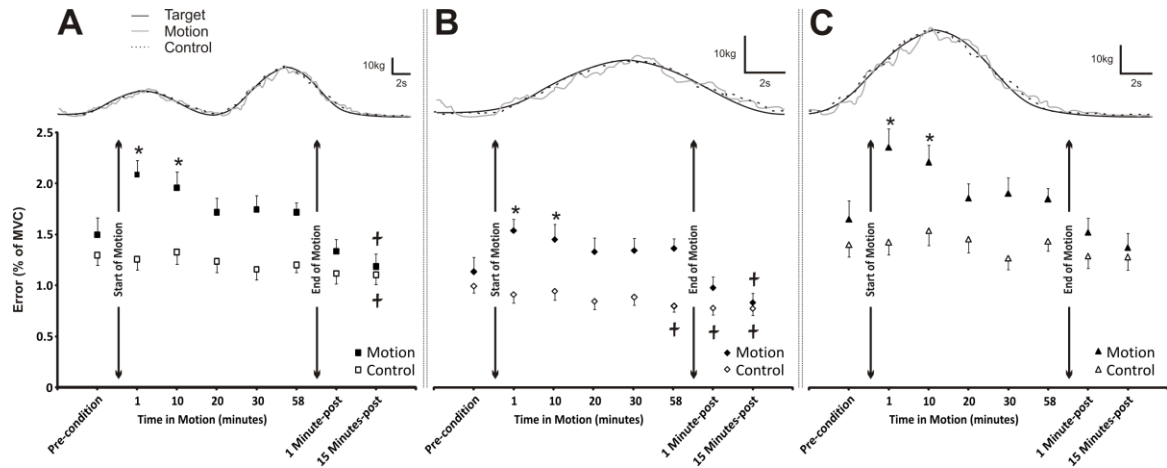 A
Target
Motion
Control
10kg
2s
B
10kg
2s
C
10kg
2s
Error (% of MVC)
2.5
2.0
1.5
1.0
0.5
0
* *
Start of Motion
End of Motion
Motion
Control
Pre-condition
1
10
20
30
58
1 Minute-post
15 Minutes-post
Time in Motion (minutes)
* *
Start of Motion
End of Motion
Motion
Control
Pre-condition
1
10
20
30
58
1 Minute-post
15 Minutes-post
Time in Motion (minutes)
* *
Start of Motion
End of Motion
Motion
Control
Pre-condition
1
10
20
30
58
1 Minute-post
15 Minutes-post
Time in Motion (minutes)